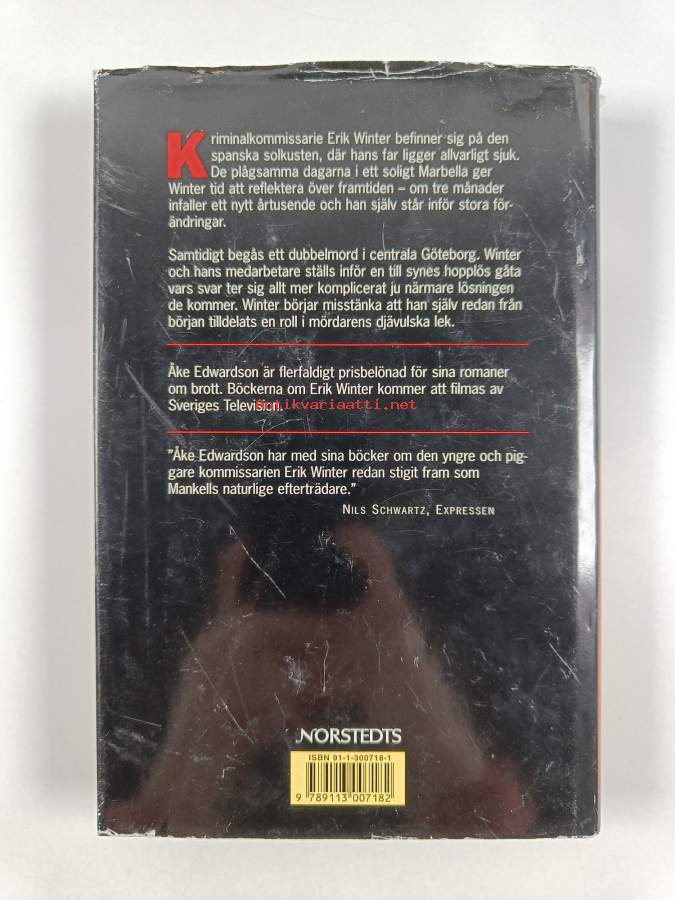 Kriminalkommissarie Erik Winter befinner sig på den
spanska solkusten, där hans far ligger allvarligt sjuk.
De plågsamma dagarna i ett soligt Marbella ger
Winter tid att reflektera över framtiden – om tre månader
infaller ett nytt årtusende och han själv står inför stora för-
ändringar.
Samtidigt begås ett dubbelmord i centrala Göteborg. Winter
och hans medarbetare ställs inför en till synes hopplös gåta
vars svar ter sig allt mer komplicerat ju närmare lösningen
de kommer. Winter börjar misstänka att han själv redan från
början tilldelats en roll i mördarens djävulska lek.
Åke Edwardson är flerfaldigt prisbelönad för sina romaner
om brott. Böckerna om Erik Winter kommer att filmas av
Sveriges Television.
antikvariaatti.net
"Åke Edwardson har med sina böcker om den yngre och pig-
gare kommissarien Erik Winter redan stigit fram som
Mankells naturlige efterträdare."
Nils Schwartz, Expressen
NORSTEDTS
ISBN 91-1-300718-1
9 789113 007182